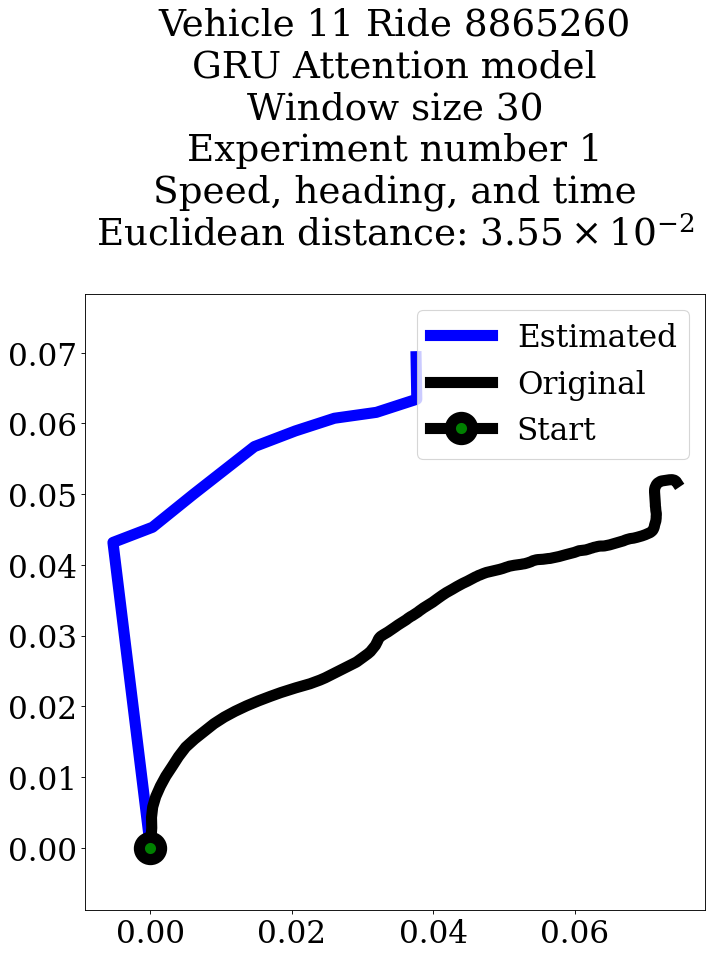 Vehicle 11 Ride 8865260
GRU Attention model
Window size 30
Experiment number 1
Speed, heading, and time
Euclidean distance: 3.55 × 10⁻²
Estimated
Original
Start
0.07
0.06
0.05
0.04
0.03
0.02
0.01
0.00
0.00 0.02 0.04 0.06